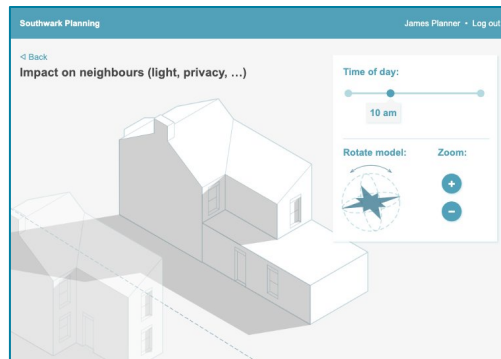 Southwark Planning
James Planner • Log out
◁ Back
Impact on neighbours (light, privacy, …)
Time of day:
10 am
Rotate model:
Zoom:
+
−